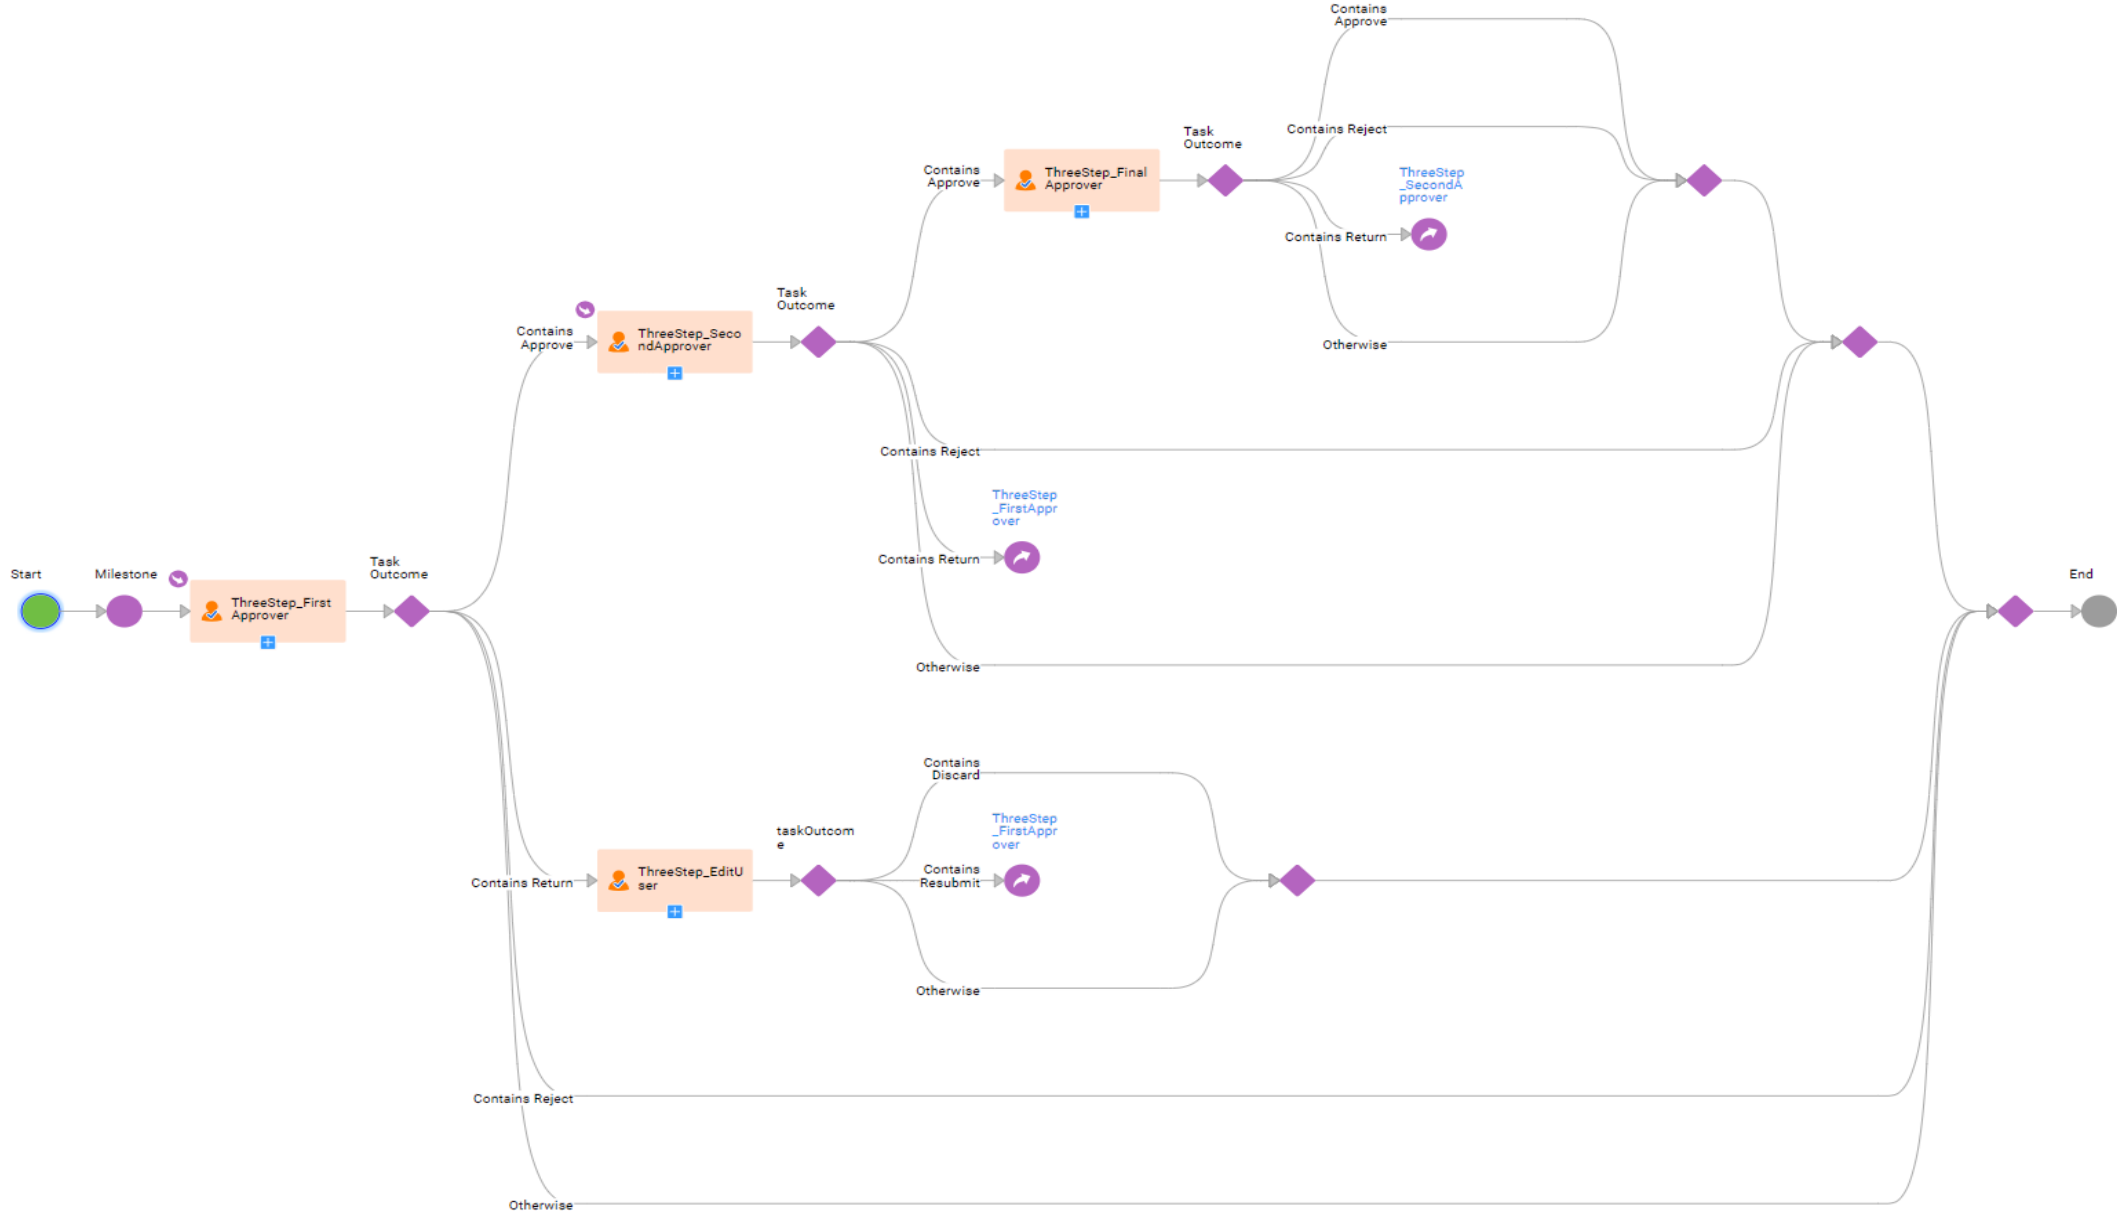 Contains
Approve
Contains Reject
Task
Outcome
ThreeStep
_SecondA
pprover
Contains
Approve
ThreeStep_Final
Approver
Contains Return
Otherwise
Task
Outcome
Contains
Approve
ThreeStep_Seco
ndApprover
Contains Reject
ThreeStep
_FirstAppr
over
Contains Return
Otherwise
Start
Milestone
ThreeStep_First
Approver
Task
Outcome
End
Contains
Discard
taskOutcom
e
ThreeStep
_FirstAppr
over
Contains
Resubmit
ThreeStep_EditU
ser
Contains Return
Otherwise
Contains Reject
Otherwise